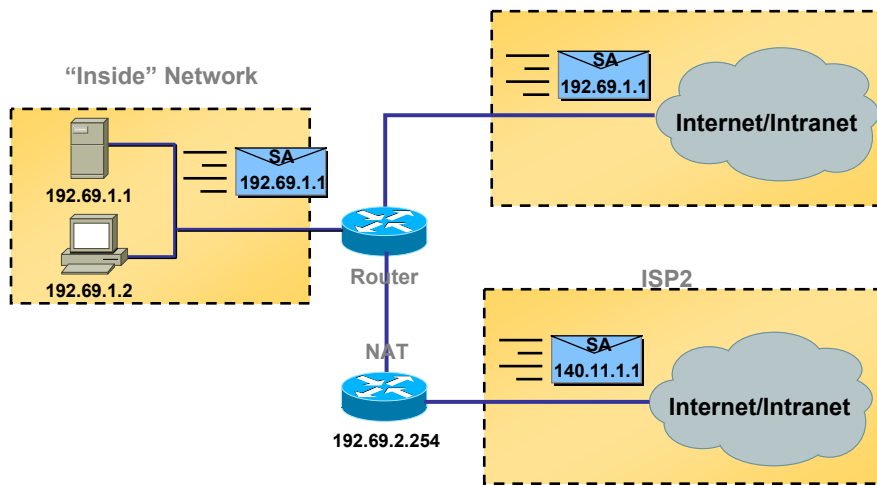 “Inside” Network
192.69.1.1
192.69.1.2
SA
192.69.1.1
Router
NAT
192.69.2.254
SA
192.69.1.1
Internet/Intranet
ISP2
SA
140.11.1.1
Internet/Intranet